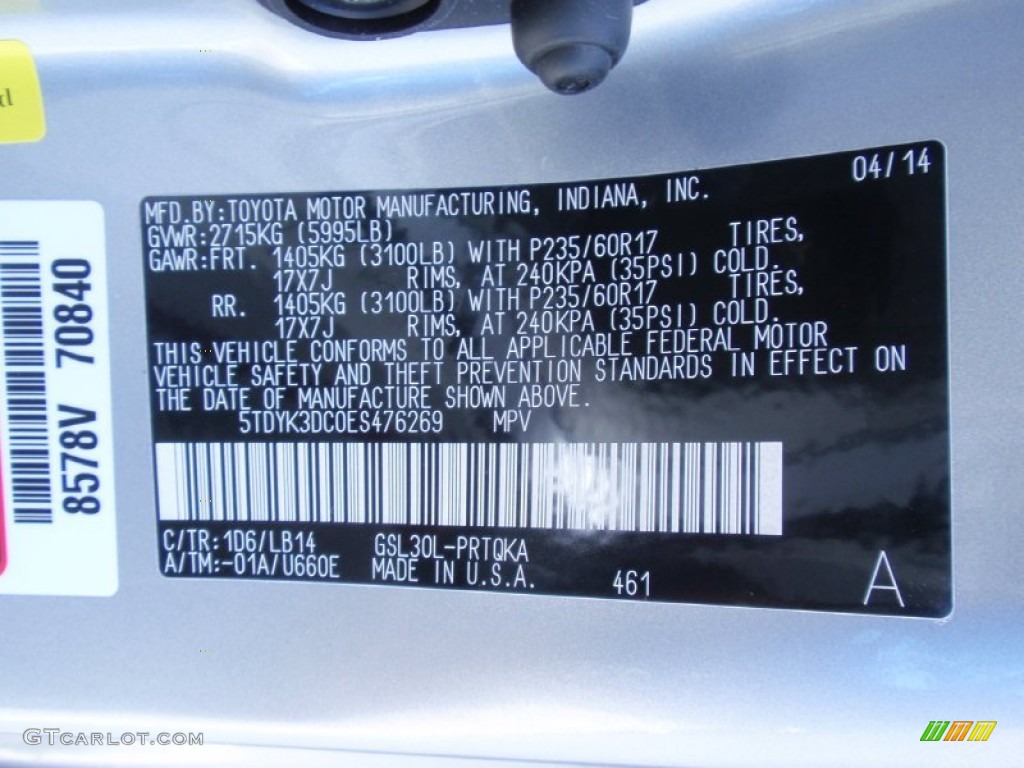 d
8578V 70840
04/14
MFD.BY:TOYOTA MOTOR MANUFACTURING, INDIANA, INC.
GVWR:2715KG (5995LB)
GAWR:FRT. 1405KG (3100LB) WITH P235/60R17 TIRES,
17X7J RIMS, AT 240KPA (35PSI) COLD.
RR. 1405KG (3100LB) WITH P235/60R17 TIRES,
17X7J RIMS, AT 240KPA (35PSI) COLD.
THIS VEHICLE CONFORMS TO ALL APPLICABLE FEDERAL MOTOR
VEHICLE SAFETY AND THEFT PREVENTION STANDARDS IN EFFECT ON
THE DATE OF MANUFACTURE SHOWN ABOVE.
5TDYK3DC0ES476269 MPV
C/TR:1D6/LB14 GSL30L-PRTQKA
A/TM:-01A/U660E MADE IN U.S.A. 461 A
GTCARLOT.COM